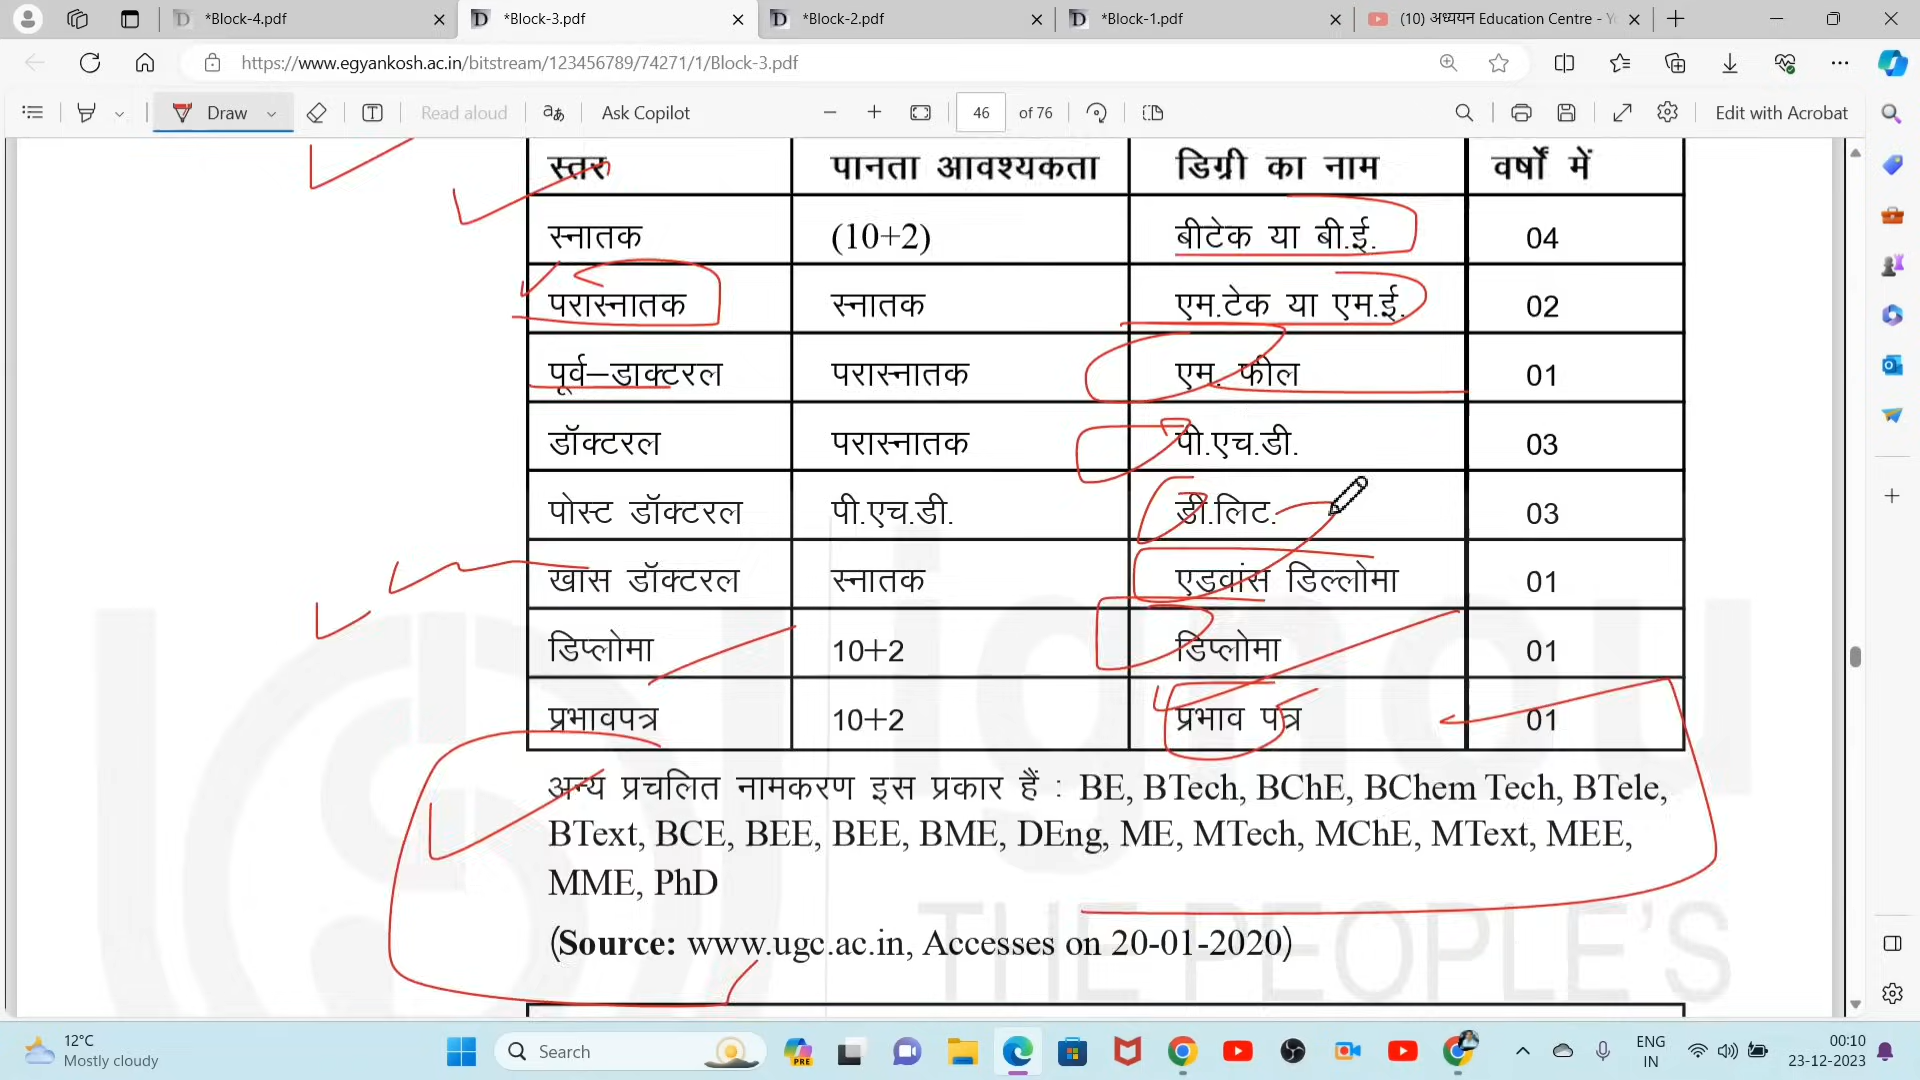 *Block-4.pdf *Block-3.pdf *Block-2.pdf *Block-1.pdf (10) अध्ययन Education Centre - Y
https://www.egyankosh.ac.in/bitstream/123456789/74271/1/Block-3.pdf
Draw Read aloud Ask Copilot 46 of 76 Edit with Acrobat
स्तर पानता आवश्यकता डिग्री का नाम वर्षों में
स्नातक (10+2) बीटेक या बी.ई. 04
परास्नातक स्नातक एम.टेक या एम.ई. 02
पूर्व–डाक्टरल परास्नातक एम. फील 01
डॉक्टरल परास्नातक पी.एच.डी. 03
पोस्ट डॉक्टरल पी.एच.डी. डी.लिट. 03
खास डॉक्टरल स्नातक एडवांस डिल्लोमा 01
डिप्लोमा 10+2 डिप्लोमा 01
प्रभावपत्र 10+2 प्रभाव पत्र 01
अन्य प्रचलित नामकरण इस प्रकार हैं : BE, BTech, BChE, BChem Tech, BTele,
BText, BCE, BEE, BEE, BME, DEng, ME, MTech, MChE, MText, MEE,
MME, PhD
(Source: www.ugc.ac.in, Accesses on 20-01-2020)
ignou
THE PEOPLE'S
12°C
Mostly cloudy
Search
PRE
ENG
IN
00:10
23-12-2023